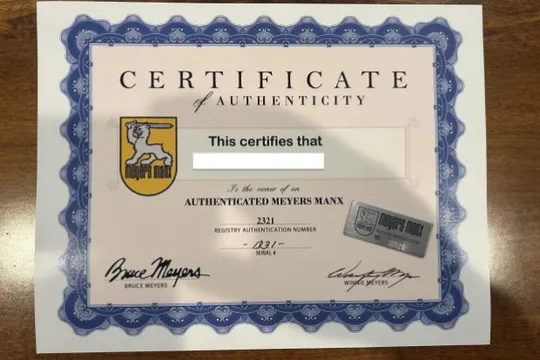 CERTIFICATE
of AUTHENTICITY
meyers manx
This certifies that
Is the owner of an
AUTHENTICATED MEYERS MANX
2321
REGISTRY AUTHENTICATION NUMBER
meyers manx
- 1331 -
SERIAL #
Bruce Meyers
BRUCE MEYERS
WINNIE MEYERS